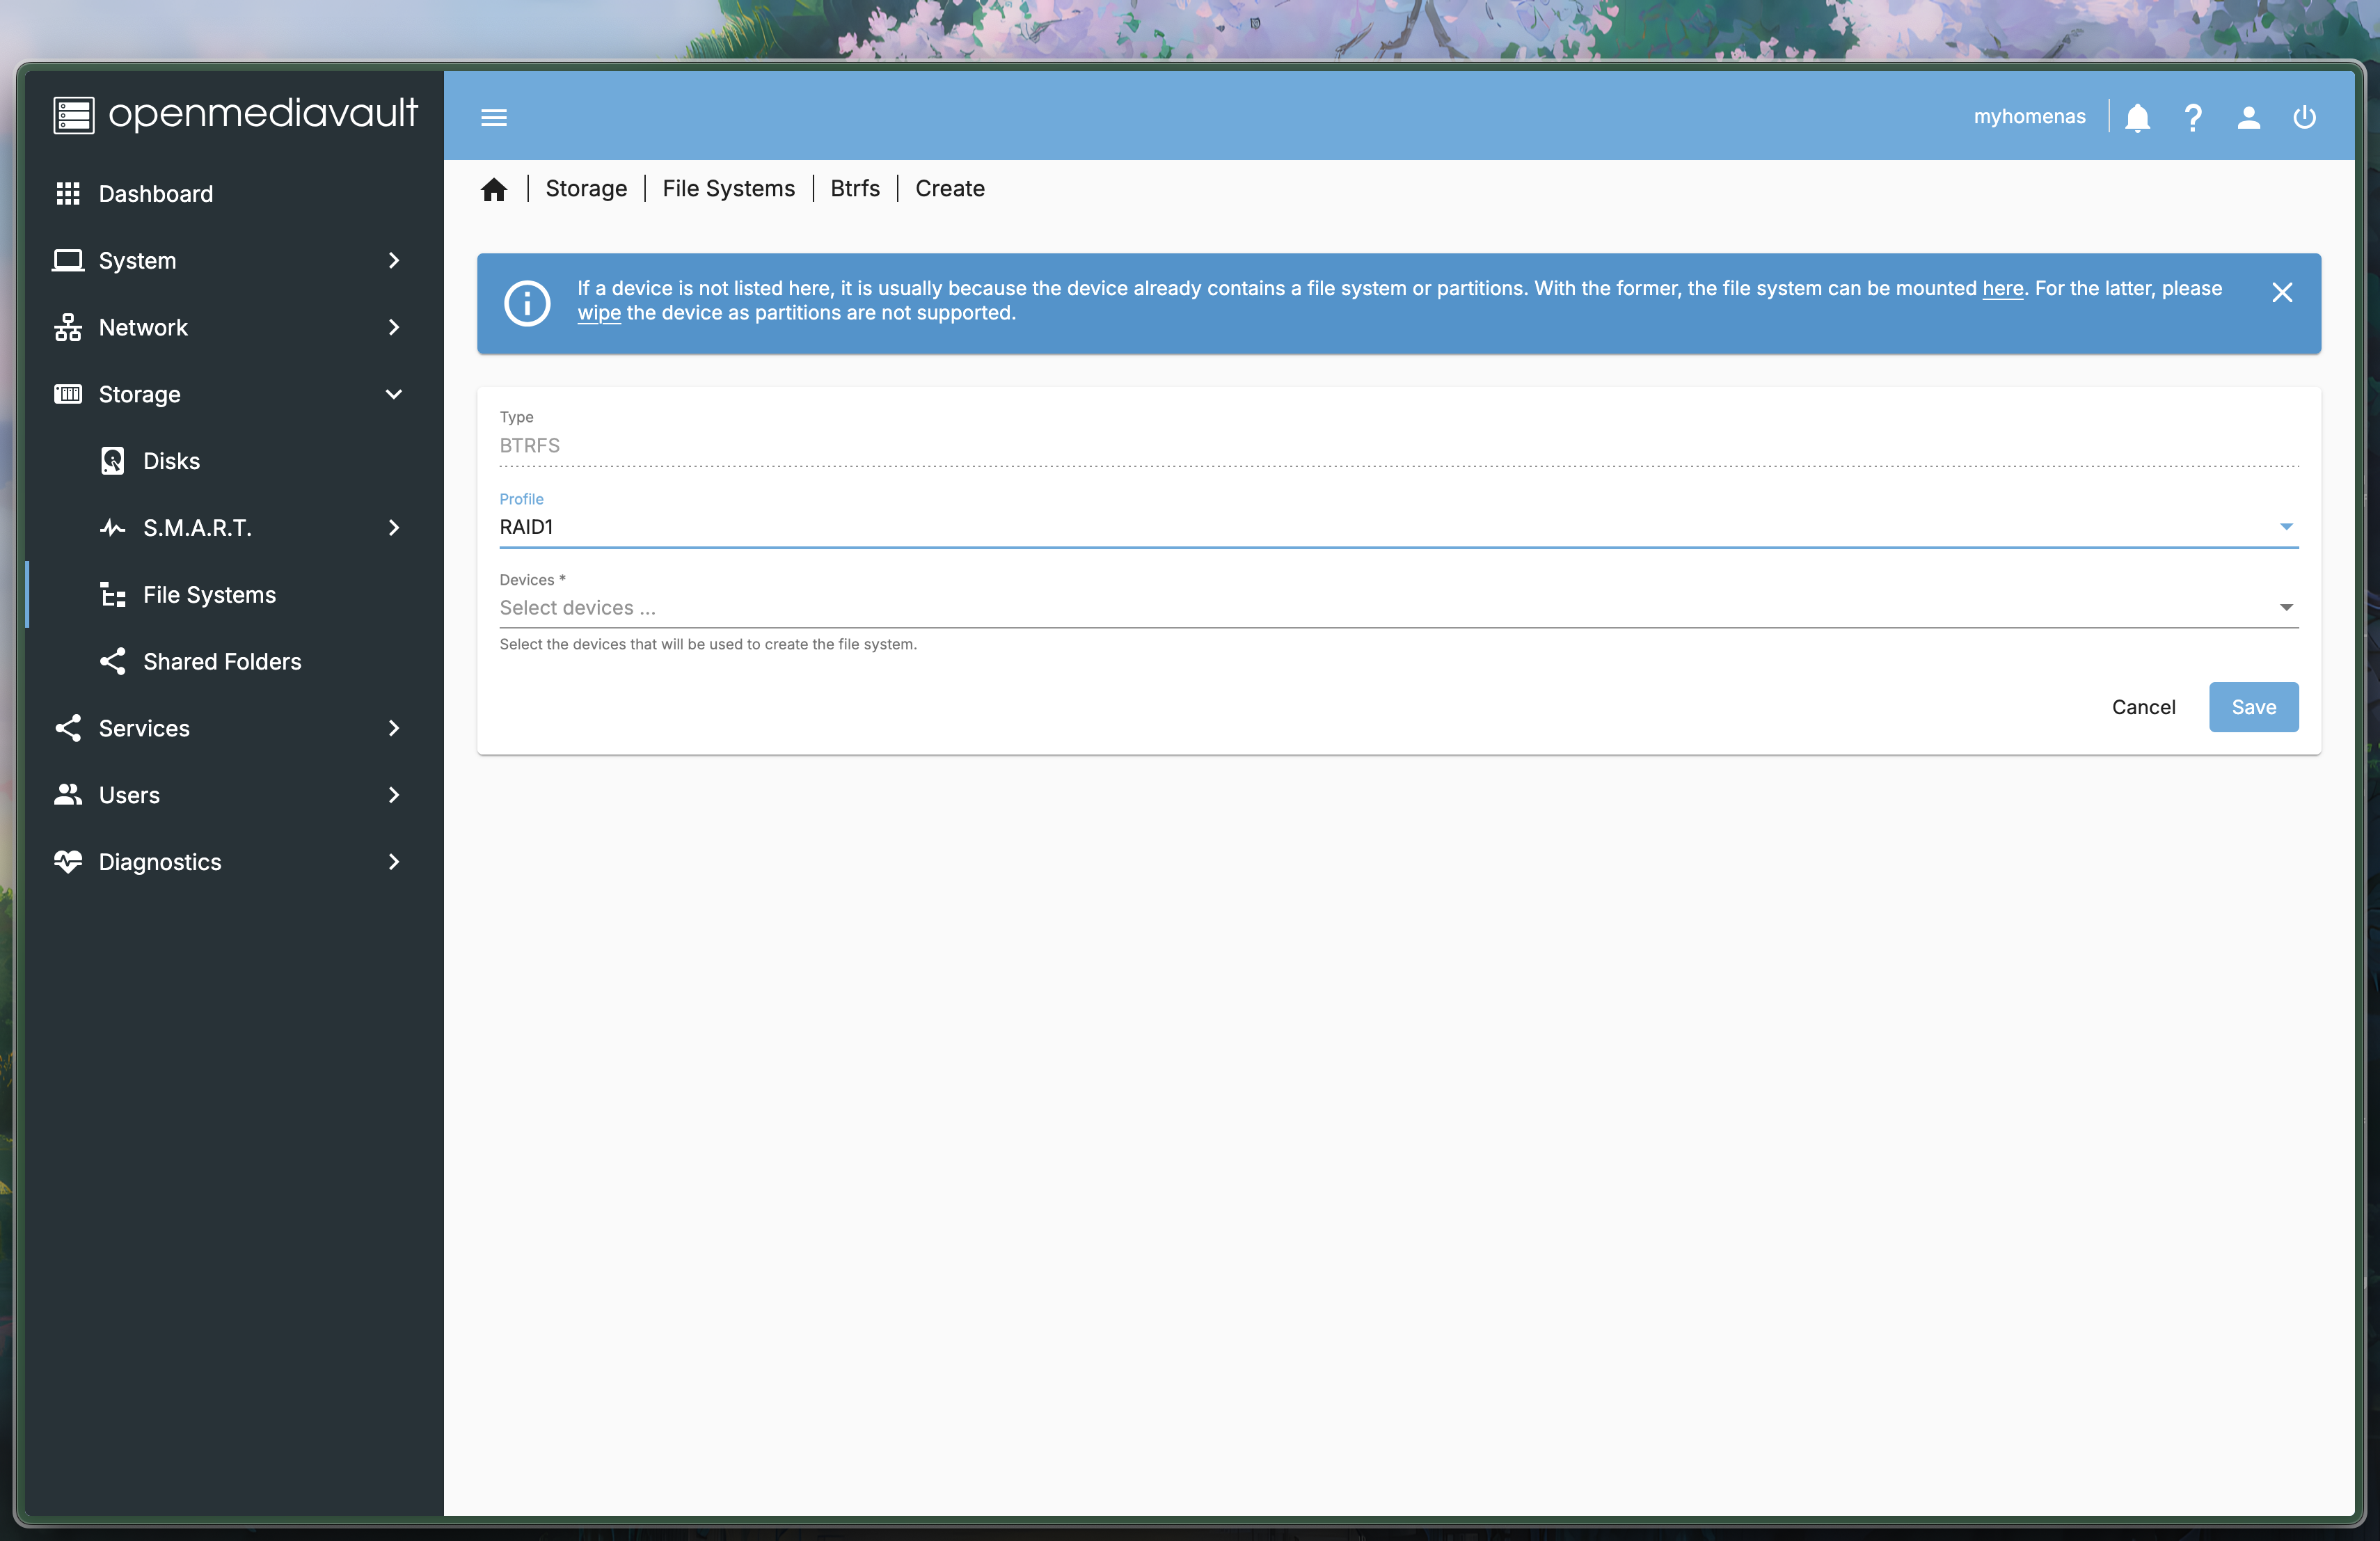 openmediavault
myhomenas
Dashboard
System
Network
Storage
Disks
S.M.A.R.T.
File Systems
Shared Folders
Services
Users
Diagnostics
Storage | File Systems | Btrfs | Create
If a device is not listed here, it is usually because the device already contains a file system or partitions. With the former, the file system can be mounted here. For the latter, please
wipe the device as partitions are not supported.
Type
BTRFS
Profile
RAID1
Devices *
Select devices ...
Select the devices that will be used to create the file system.
Cancel
Save